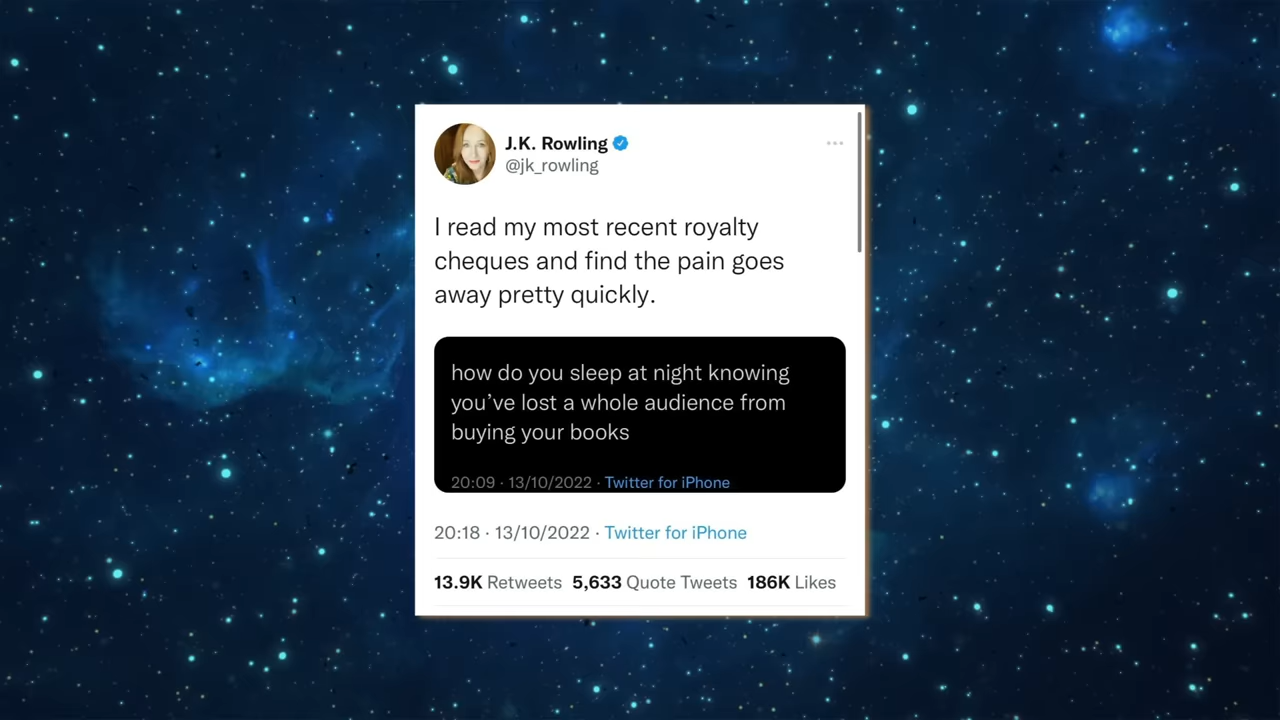 J.K. Rowling
@jk_rowling
I read my most recent royalty
cheques and find the pain goes
away pretty quickly.
how do you sleep at night knowing
you've lost a whole audience from
buying your books
20:09 · 13/10/2022 · Twitter for iPhone
20:18 · 13/10/2022 · Twitter for iPhone
13.9K Retweets 5,633 Quote Tweets 186K Likes